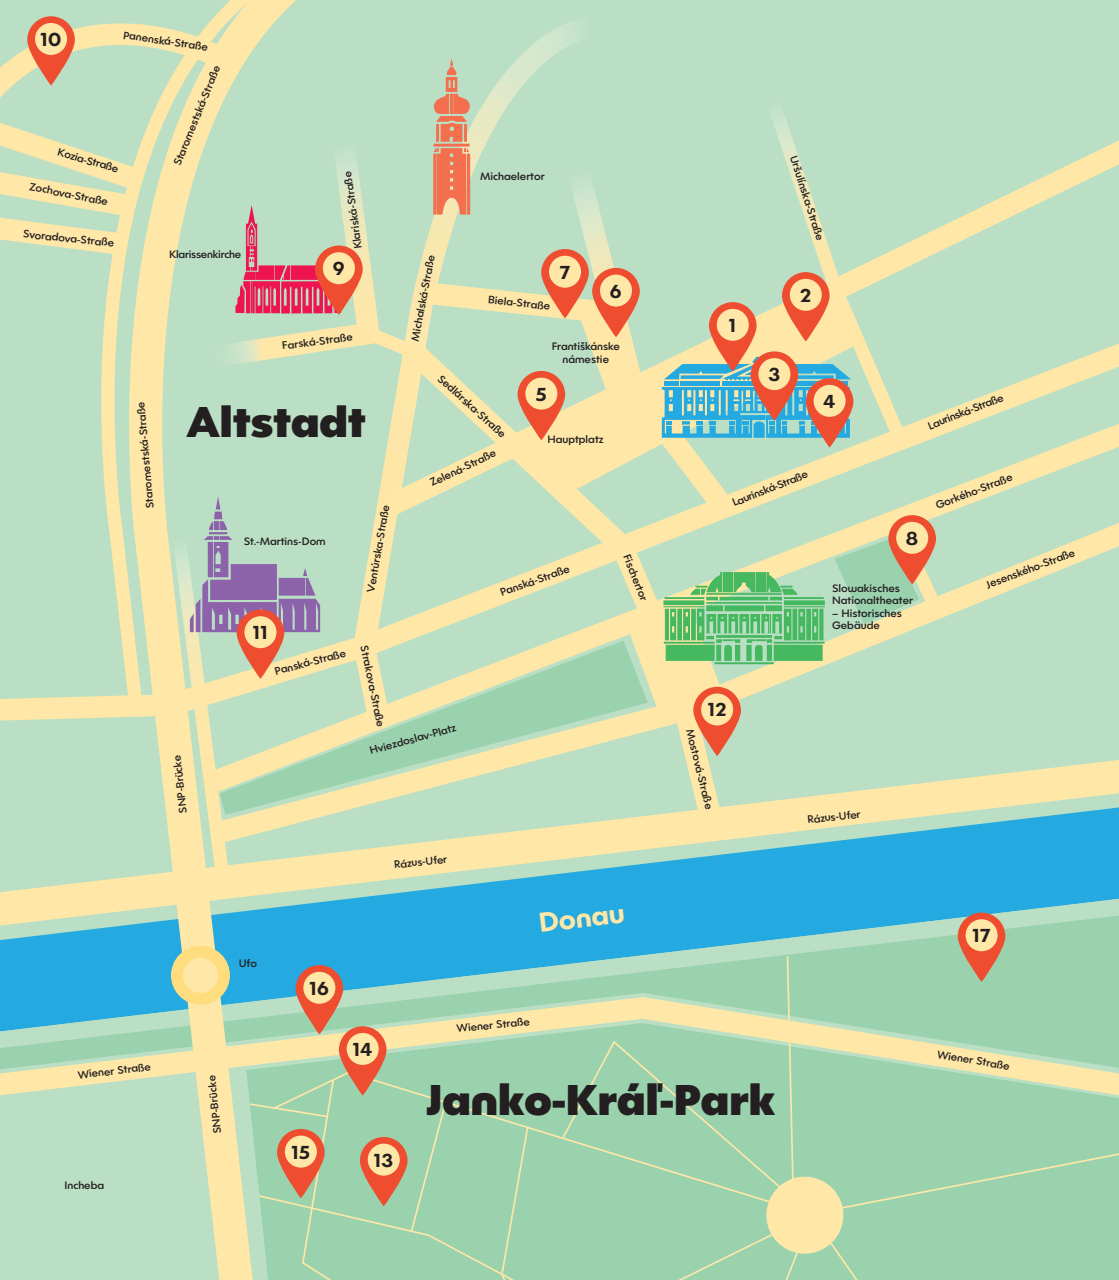 10
Panenská-Straße
Staromestská-Straße
Kozia-Straße
Zochova-Straße
Svoradova-Straße
Michaelertor
Klariská-Straße
Uršulínska-Straße
Klarissenkirche
9
7
6
2
1
Michalská-Straße
Biela-Straße
Farská-Straße
Františkánske
námestie
3
4
5
Sedlárska-Straße
Altstadt
Hauptplatz
Laurinská-Straße
Staromestská-Straße
Zelená-Straße
Laurinská-Straße
Gorkého-Straße
St.-Martins-Dom
Ventúrska-Straße
8
Panská-Straße
Fischertor
Jesenského-Straße
Slowakisches
Nationaltheater
– Historisches
Gebäude
11
Panská-Straße
Strakova-Straße
12
Hviezdoslav-Platz
Mostová-Straße
SNP-Brücke
Rázus-Ufer
Rázus-Ufer
Donau
17
Ufo
16
Wiener Straße
14
Wiener Straße
Wiener Straße
SNP-Brücke
Janko-Kráľ-Park
15
13
Incheba